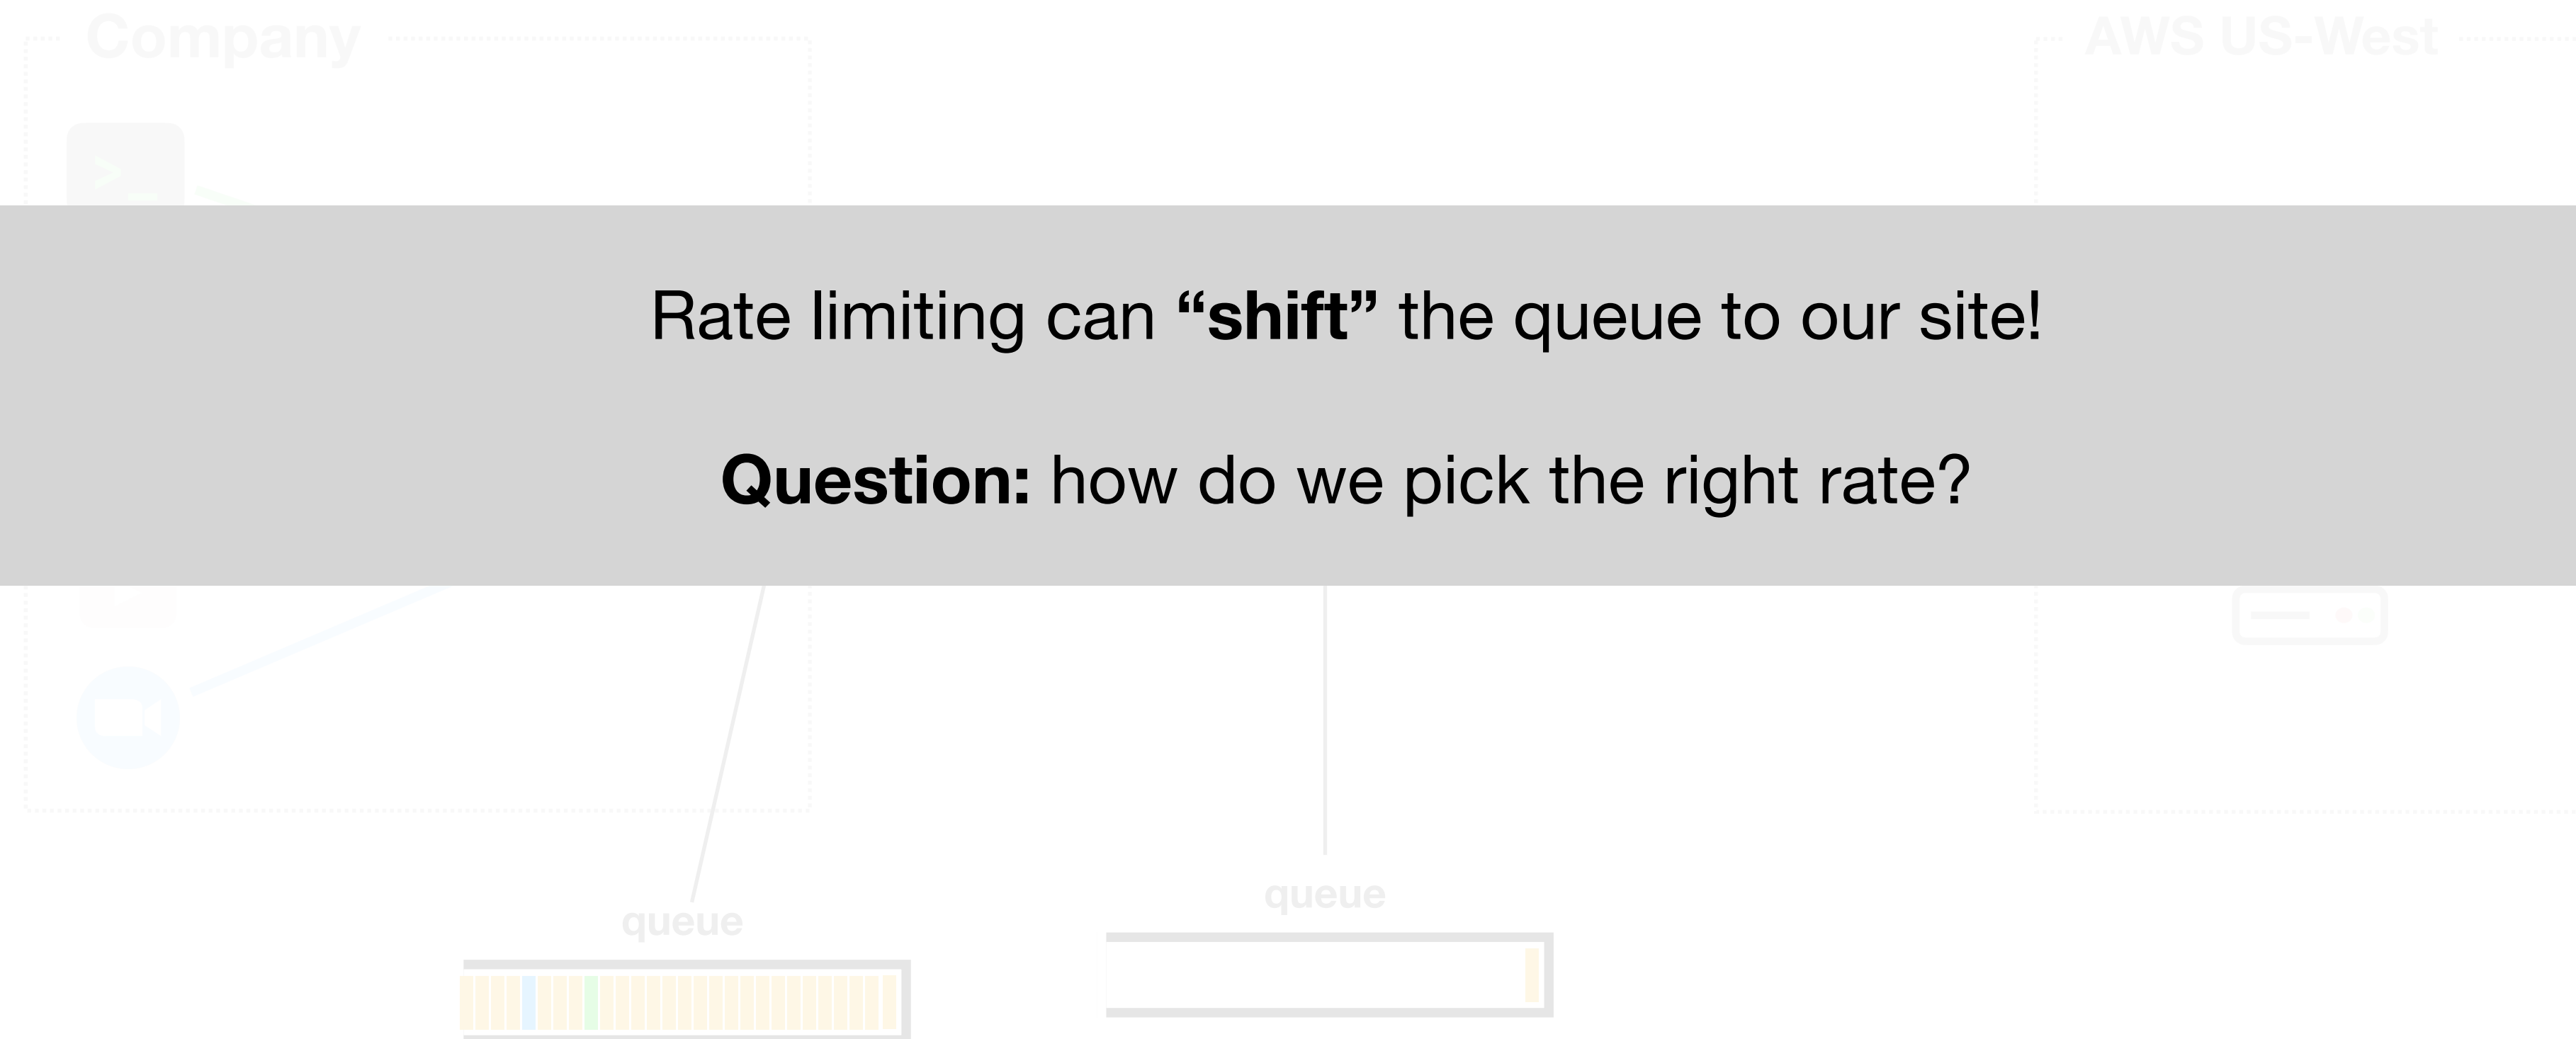 Company
AWS US-West
>_
Rate limiting can “shift” the queue to our site!
Question: how do we pick the right rate?
queue
queue